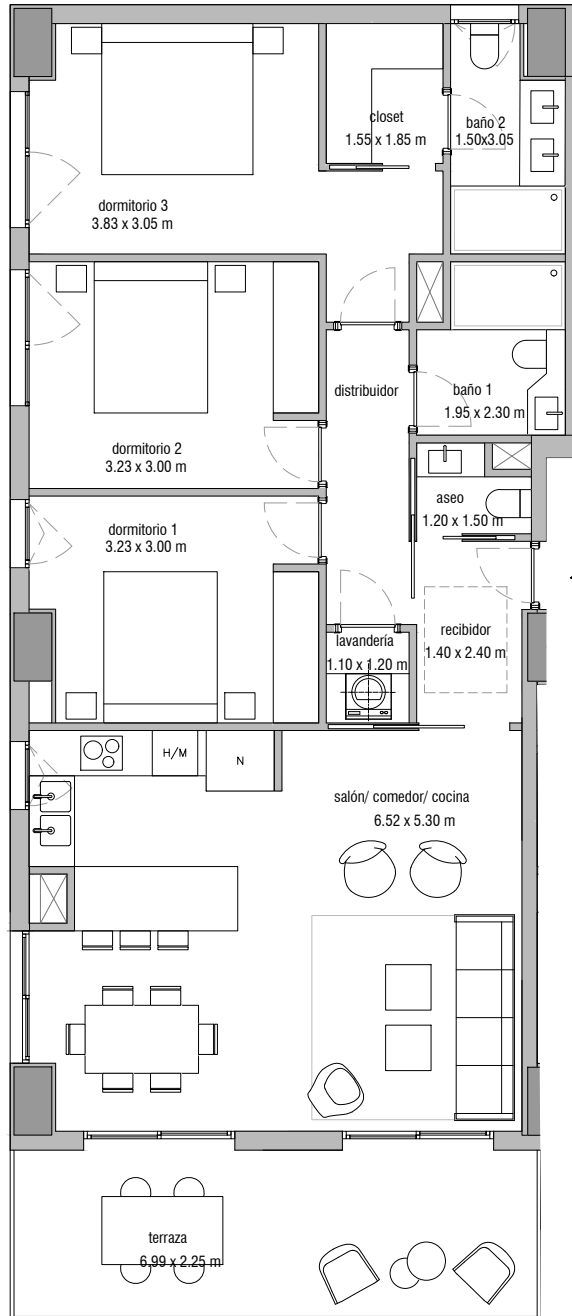 closet
1.55 x 1.85 m
baño 2
1.50x3.05
dormitorio 3
3.83 x 3.05 m
distribuidor
baño 1
1.95 x 2.30 m
dormitorio 2
3.23 x 3.00 m
aseo
1.20 x 1.50 m
dormitorio 1
3.23 x 3.00 m
recibidor
1.40 x 2.40 m
lavandería
1.10 x 1.20 m
H/M
N
salón/ comedor/ cocina
6.52 x 5.30 m
terraza
6.99 x 2.25 m